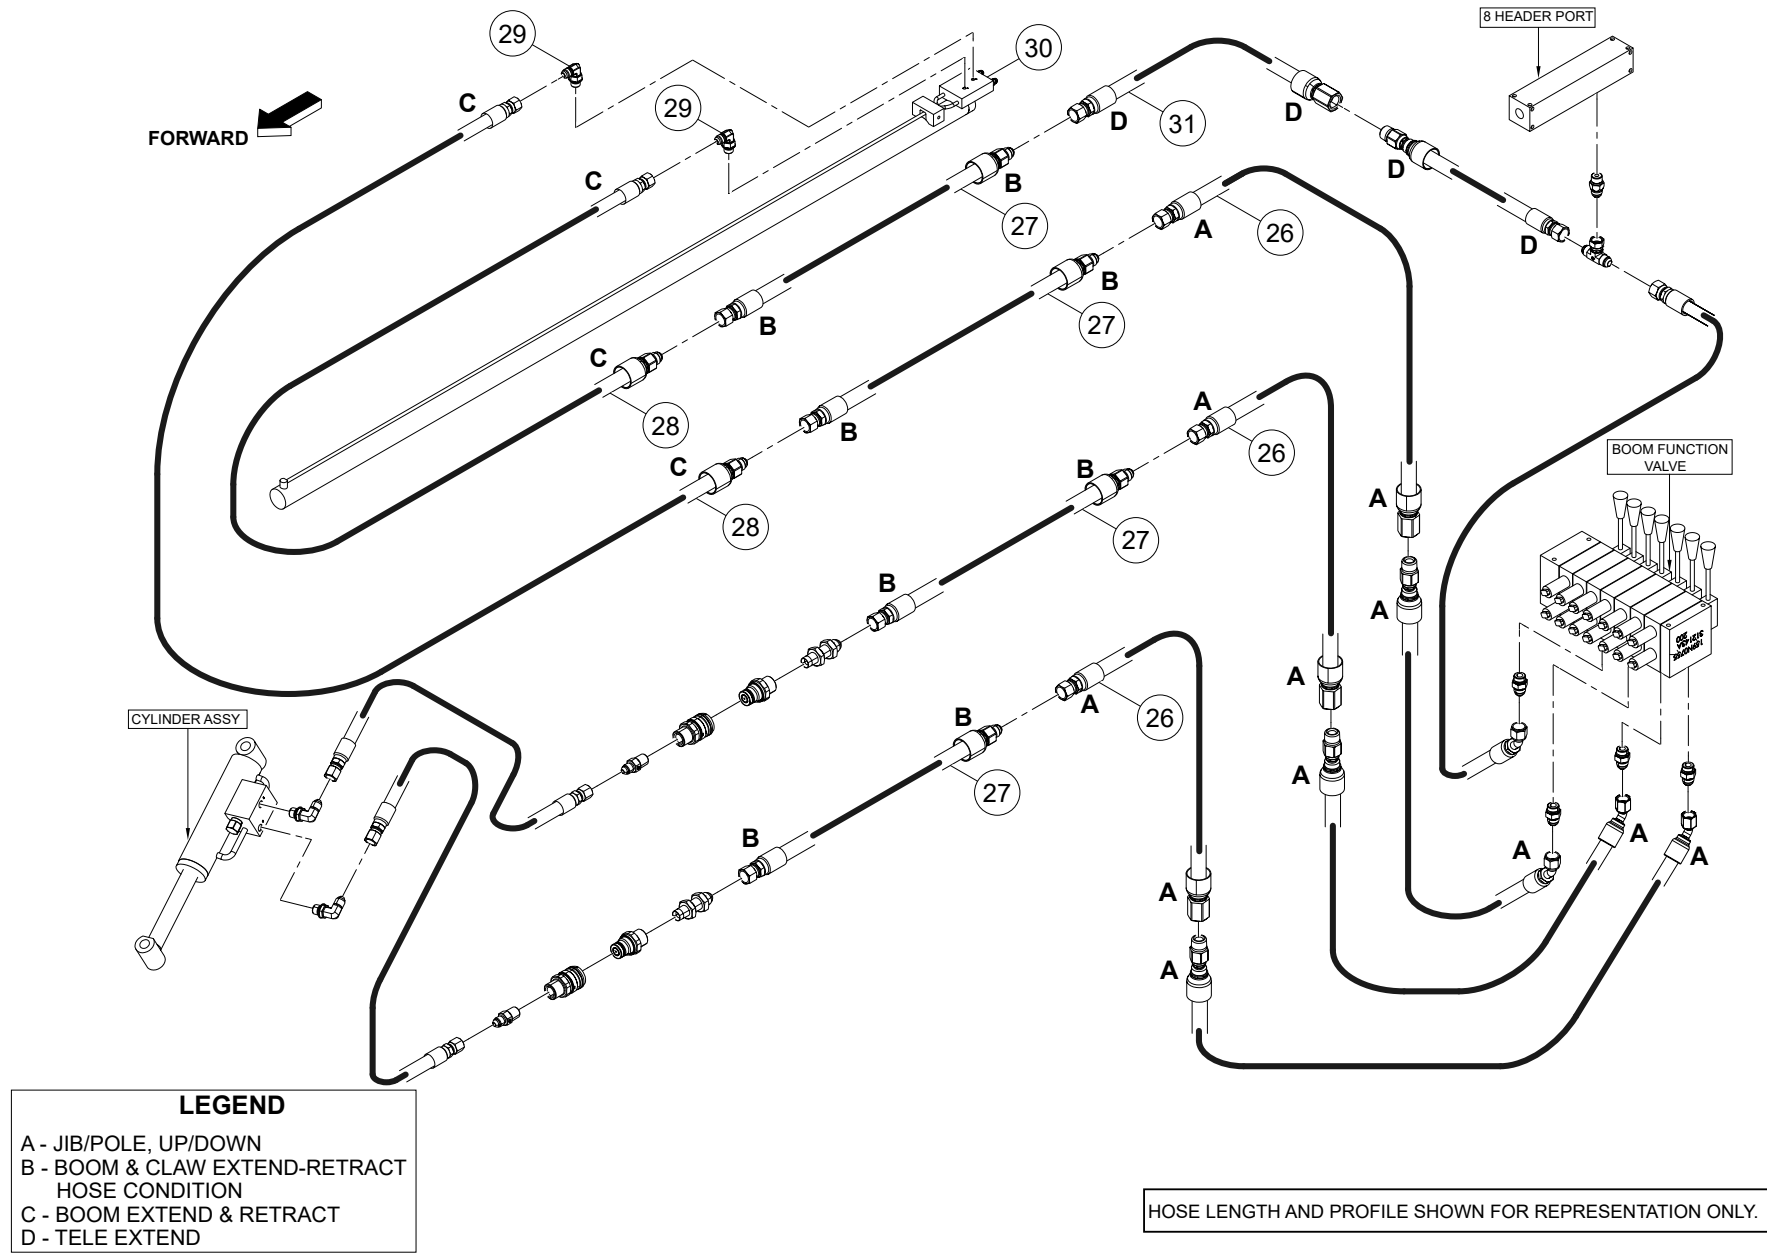 29
30
8 HEADER PORT
C
29
D
31
D
FORWARD
D
C
B
27
A
26
D
B
B
27
C
A
28
B
26
BOOM FUNCTION
VALVE
C
B
A
28
27
B
A
A
B
A
CYLINDER ASSY
26
A
27
A
B
A
A
A
A
LEGEND
A - JIB/POLE, UP/DOWN
B - BOOM & CLAW EXTEND-RETRACT
HOSE CONDITION
C - BOOM EXTEND & RETRACT
D - TELE EXTEND
HOSE LENGTH AND PROFILE SHOWN FOR REPRESENTATION ONLY.